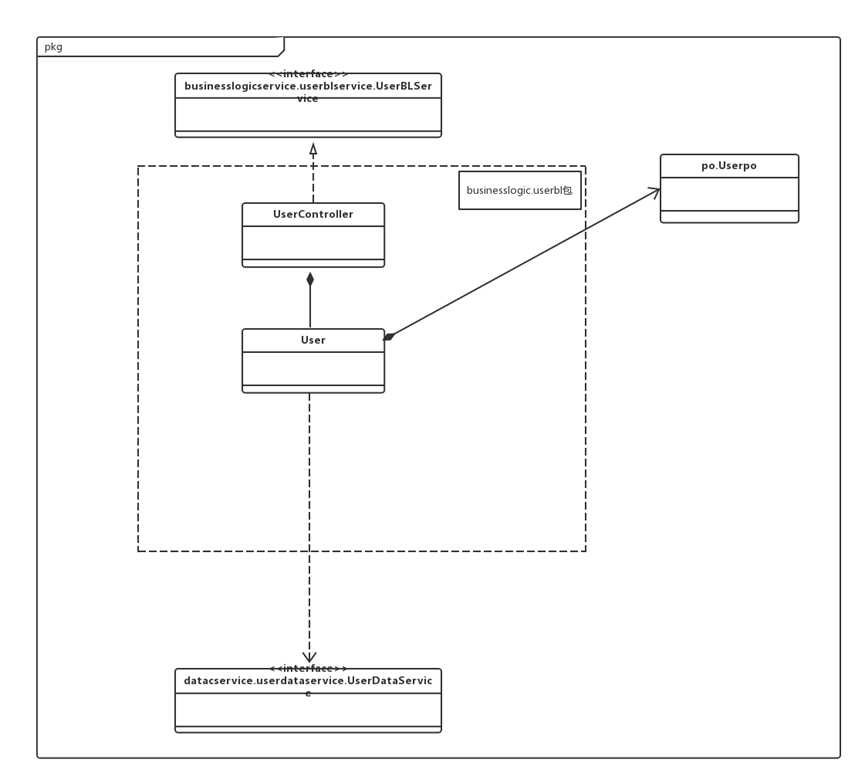 pkg
<<interface>>
businesslogicservice.userblservice.UserBLSer
vice
po.Userpo
businesslogic.userbl包
UserController
User
<<interface>>
datacservice.userdataservice.UserDataServic
e